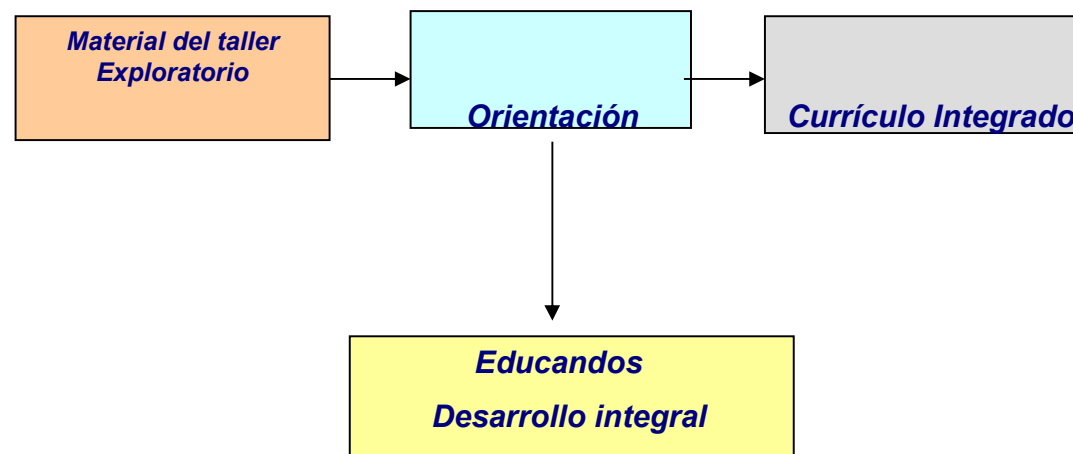 Material del taller
Exploratorio
Orientación
Currículo Integrado
Educandos
Desarrollo integral